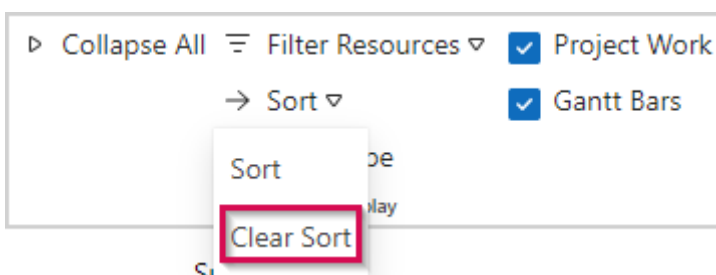 Collapse All Filter Resources Project Work
Sort Gantt Bars
Sort
Clear Sort